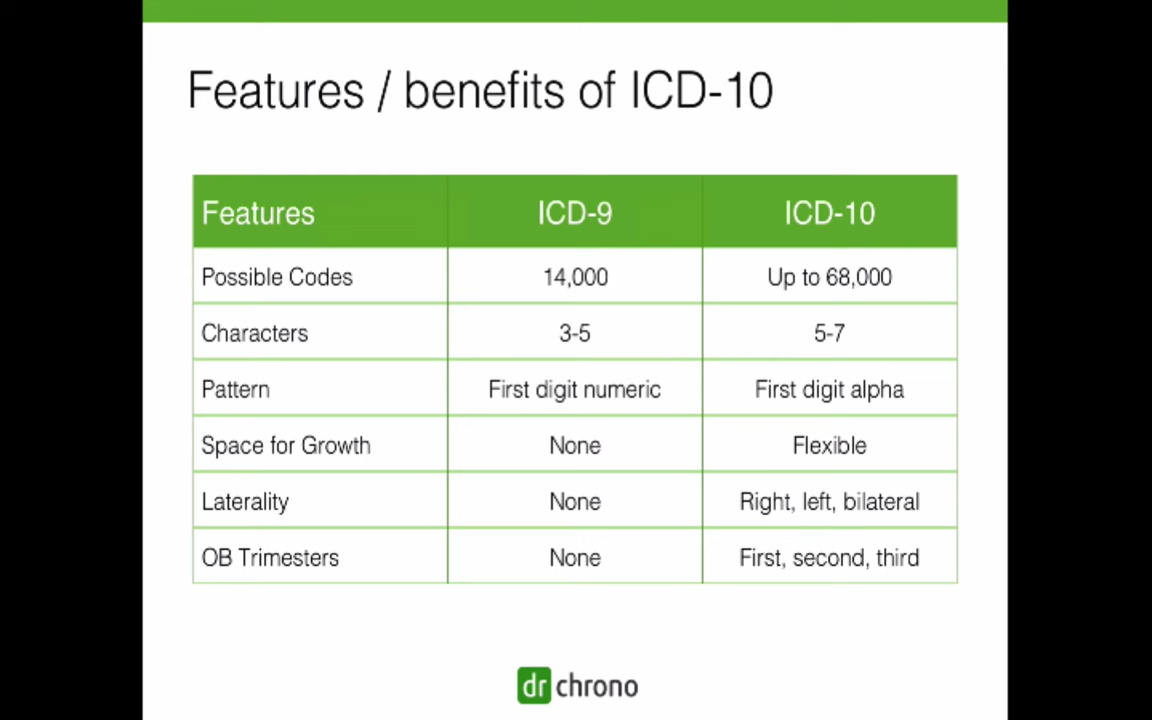 Features / benefits of ICD-10
Features ICD-9 ICD-10
Possible Codes 14,000 Up to 68,000
Characters 3-5 5-7
Pattern First digit numeric First digit alpha
Space for Growth None Flexible
Laterality None Right, left, bilateral
OB Trimesters None First, second, third
dr chrono